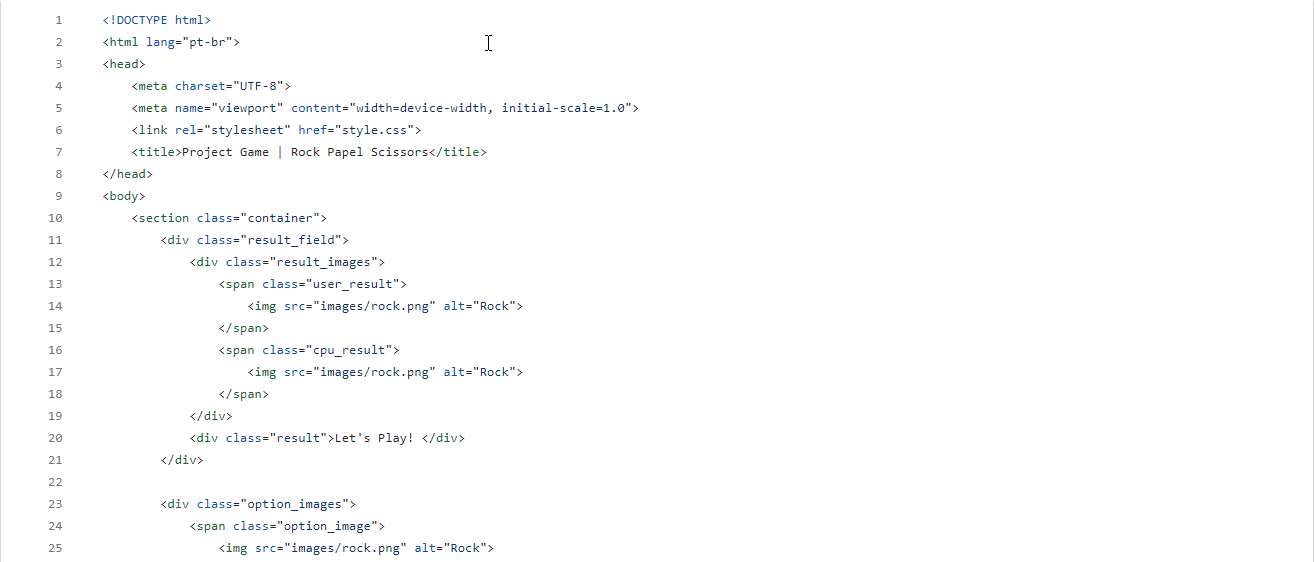 1 <!DOCTYPE html>
2 <html lang="pt-br">
3 <head>
4     <meta charset="UTF-8">
5     <meta name="viewport" content="width=device-width, initial-scale=1.0">
6     <link rel="stylesheet" href="style.css">
7     <title>Project Game | Rock Papel Scissors</title>
8 </head>
9 <body>
10     <section class="container">
11         <div class="result_field">
12             <div class="result_images">
13                 <span class="user_result">
14                     <img src="images/rock.png" alt="Rock">
15                 </span>
16                 <span class="cpu_result">
17                     <img src="images/rock.png" alt="Rock">
18                 </span>
19             </div>
20             <div class="result">Let's Play! </div>
21         </div>
22
23         <div class="option_images">
24             <span class="option_image">
25                 <img src="images/rock.png" alt="Rock">